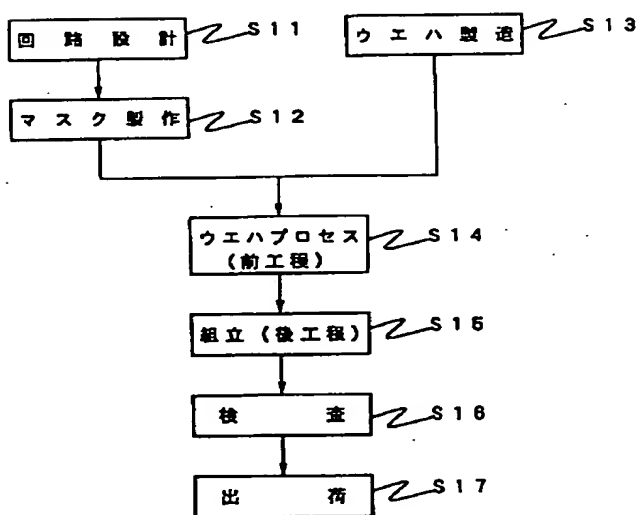 回路設計 S11
ウエハ製造 S13
マスク製作 S12
ウエハプロセス
(前工程) S14
組立(後工程) S15
検査 S16
出荷 S17